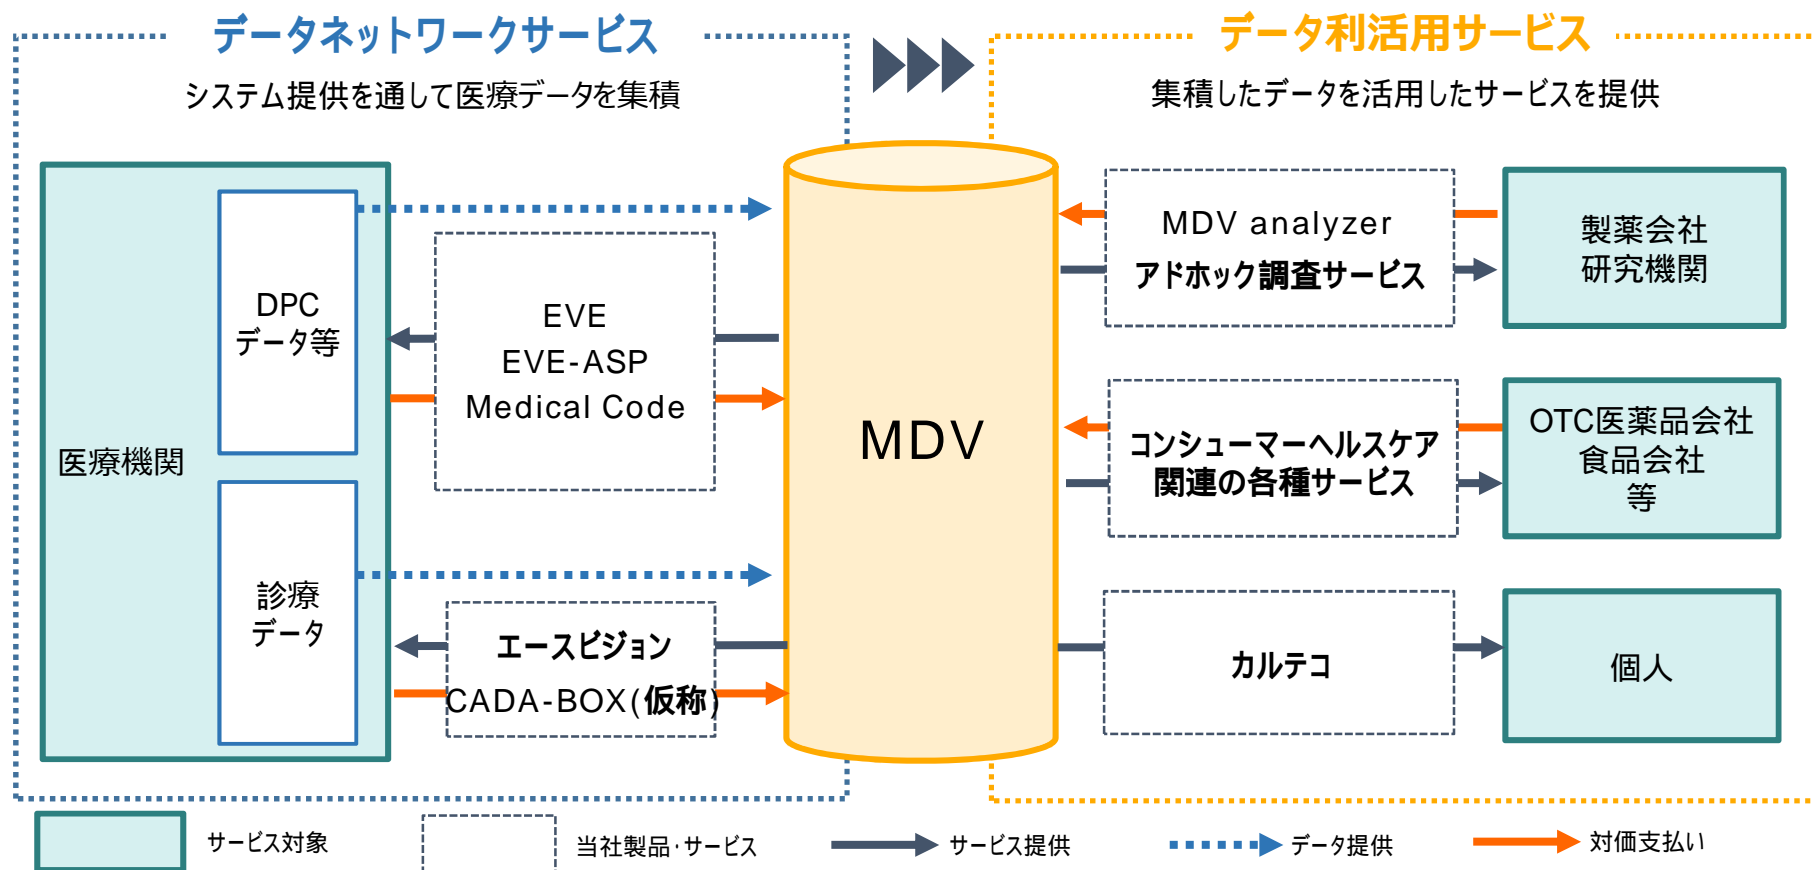 データネットワークサービス
システム提供を通して医療データを集積
データ利活用サービス
集積したデータを活用したサービスを提供
医療機関
DPC
データ等
診療
データ
EVE
EVE-ASP
Medical Code
エースビジョン
CADA-BOX(仮称)
MDV
MDV analyzer
アドホック調査サービス
コンシューマーヘルスケア
関連の各種サービス
カルテコ
製薬会社
研究機関
OTC医薬品会社
食品会社
等
個人
サービス対象
当社製品・サービス
サービス提供
データ提供
対価支払い